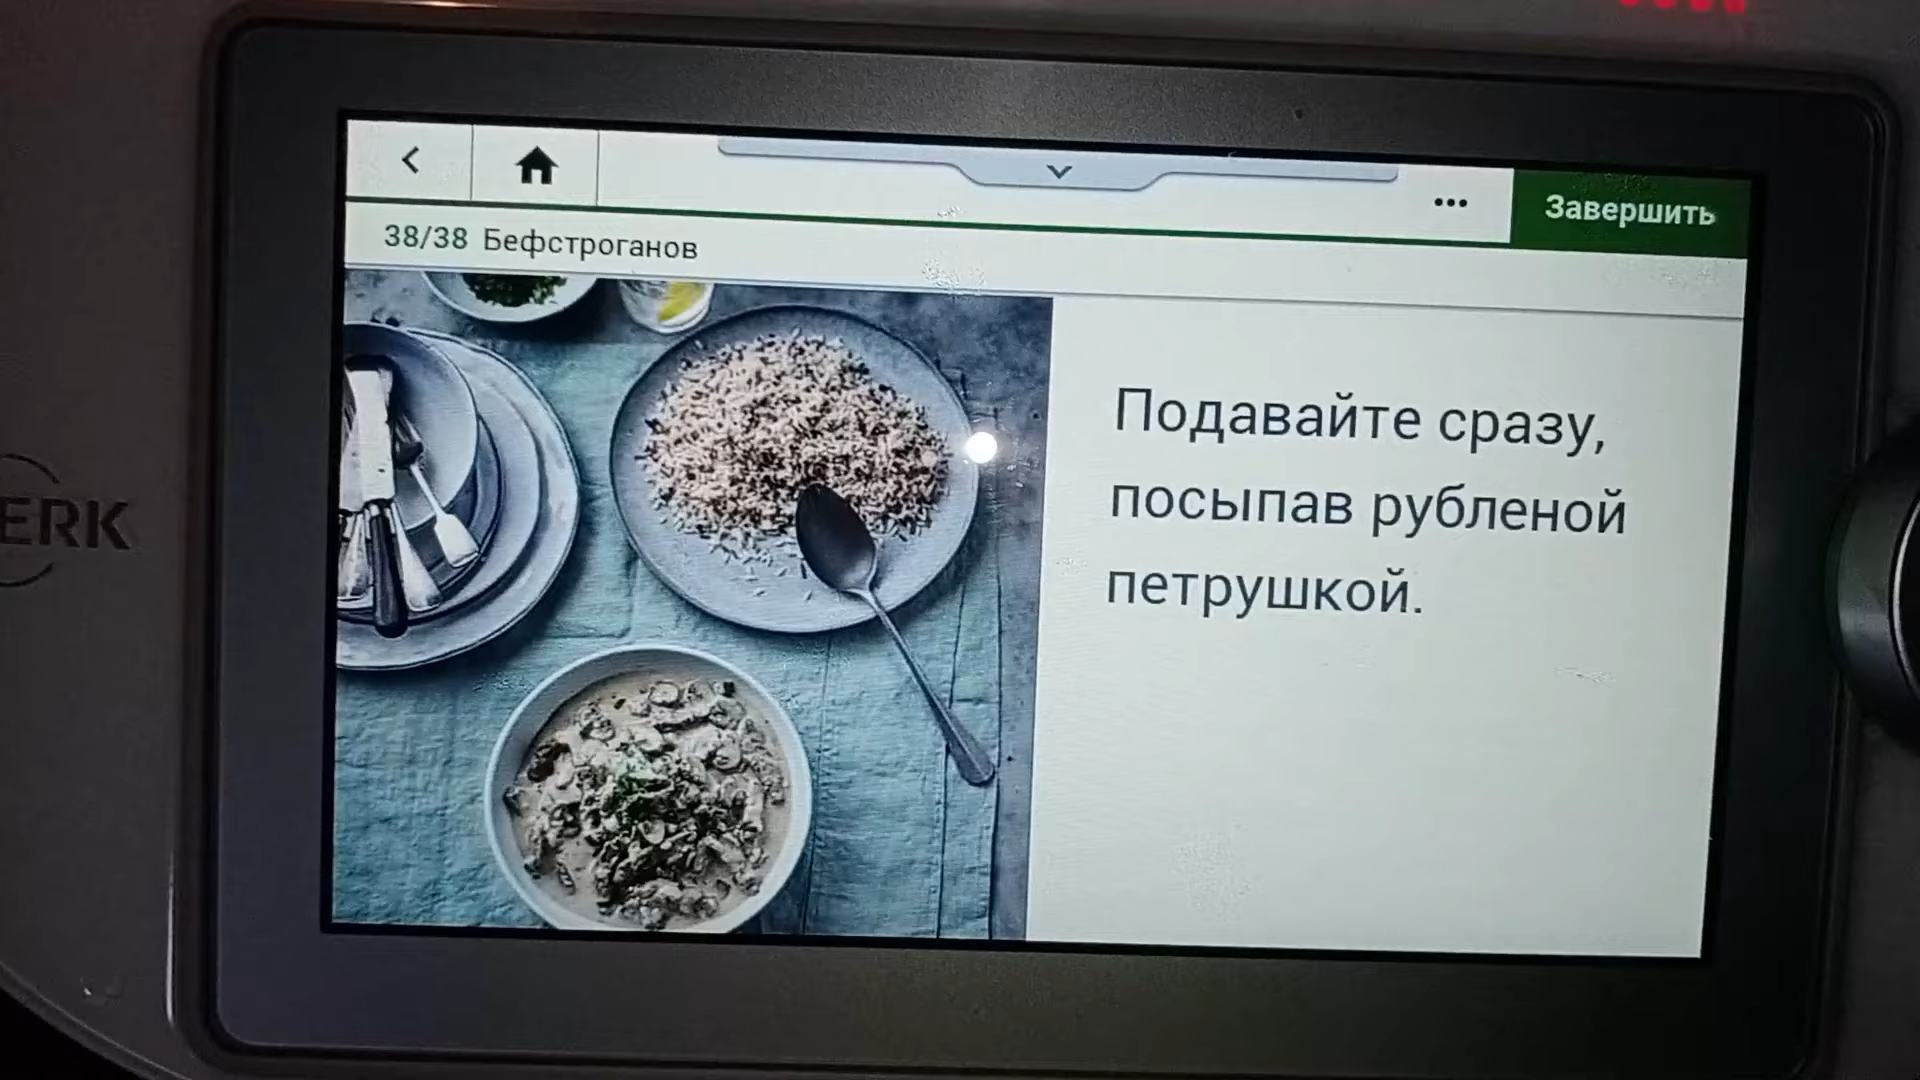 Завершить
38/38 Бефстроганов
Подавайте сразу,
посыпав рубленой
петрушкой.
ERK